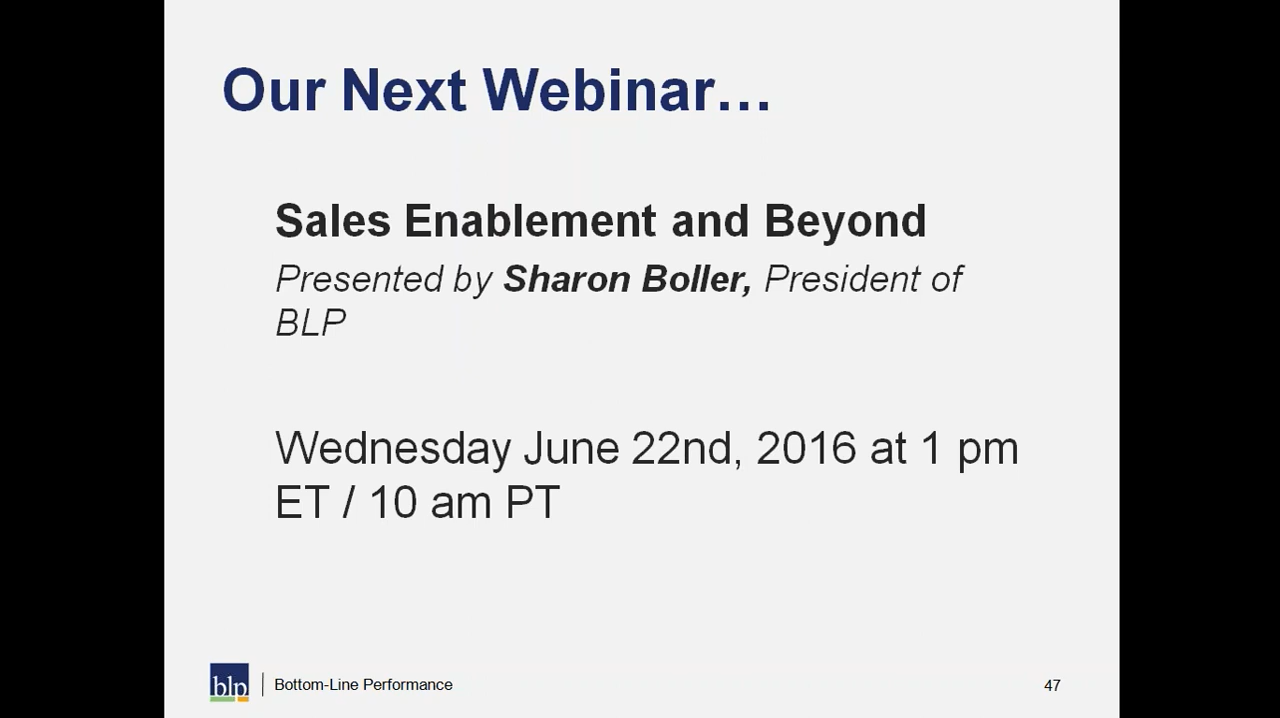 Our Next Webinar…
Sales Enablement and Beyond
Presented by Sharon Boller, President of
BLP
Wednesday June 22nd, 2016 at 1 pm
ET / 10 am PT
blp | Bottom-Line Performance
47